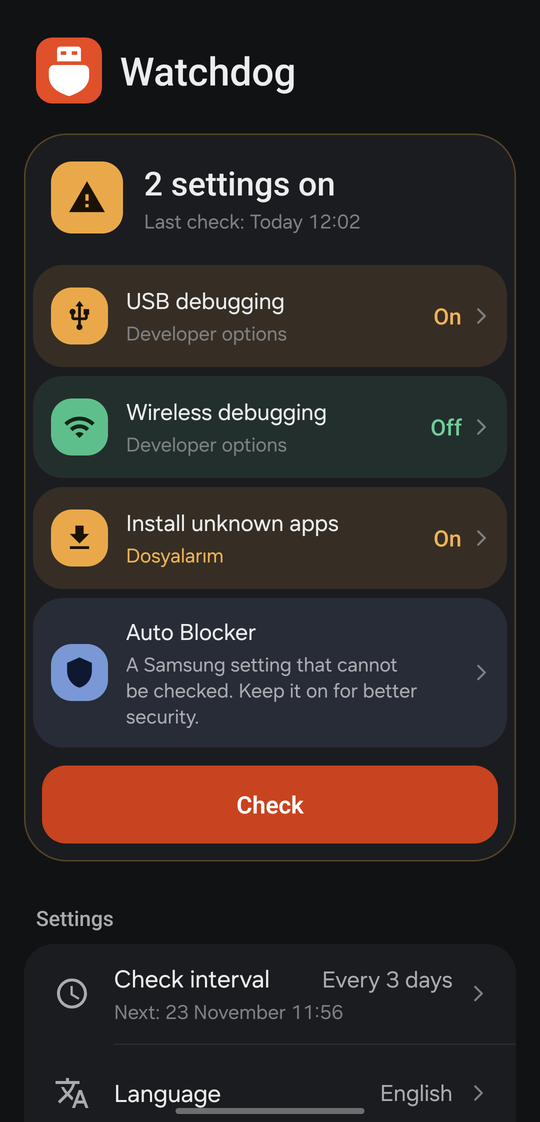 Watchdog
2 settings on
Last check: Today 12:02
USB debugging
Developer options
On
Wireless debugging
Developer options
Off
Install unknown apps
Dosyalarım
On
Auto Blocker
A Samsung setting that cannot
be checked. Keep it on for better
security.
Check
Settings
Check interval
Every 3 days
Next: 23 November 11:56
Language
English